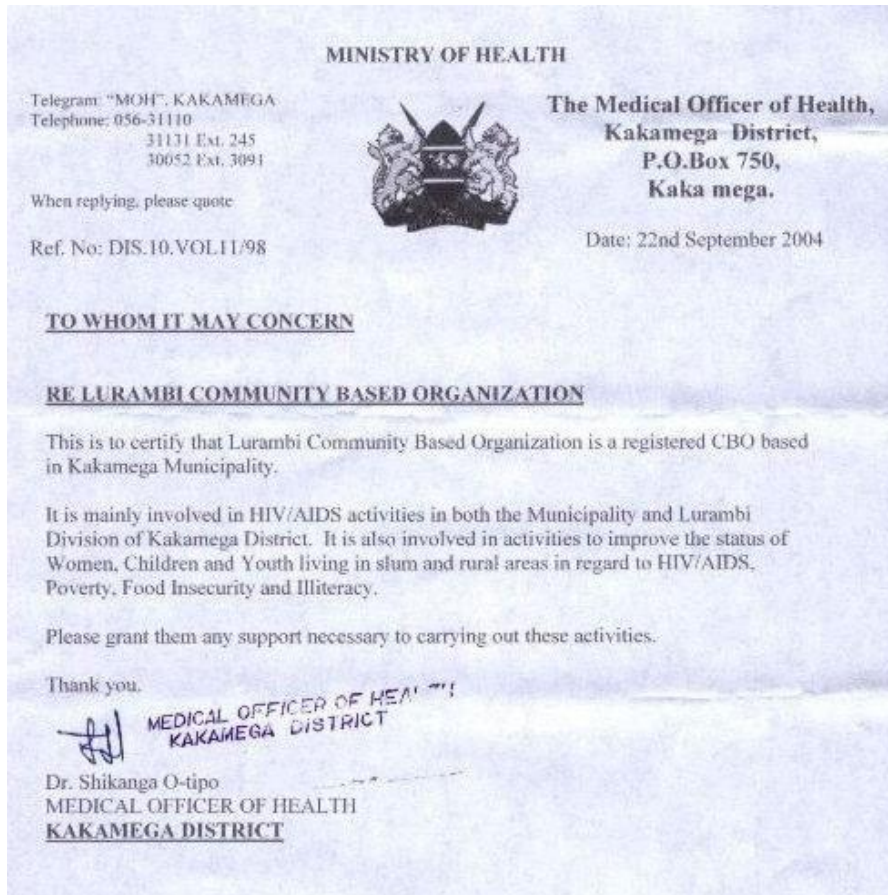 MINISTRY OF HEALTH
Telegram: "MOH", KAKAMEGA
Telephone: 056-31110
31131 Ext. 245
30052 Ext. 3091
When replying, please quote
Ref. No: DIS.10.VOL11/98
The Medical Officer of Health,
Kakamega District,
P.O.Box 750,
Kaka mega.
Date: 22nd September 2004
TO WHOM IT MAY CONCERN
RE LURAMBI COMMUNITY BASED ORGANIZATION
This is to certify that Lurambi Community Based Organization is a registered CBO based
in Kakamega Municipality.
It is mainly involved in HIV/AIDS activities in both the Municipality and Lurambi
Division of Kakamega District. It is also involved in activities to improve the status of
Women, Children and Youth living in slum and rural areas in regard to HIV/AIDS,
Poverty, Food Insecurity and Illiteracy.
Please grant them any support necessary to carrying out these activities.
Thank you.
MEDICAL OFFICER OF
KAKAMEGA DISTRICT
Dr. Shikanga O-tipo
MEDICAL OFFICER OF HEALTH
KAKAMEGA DISTRICT